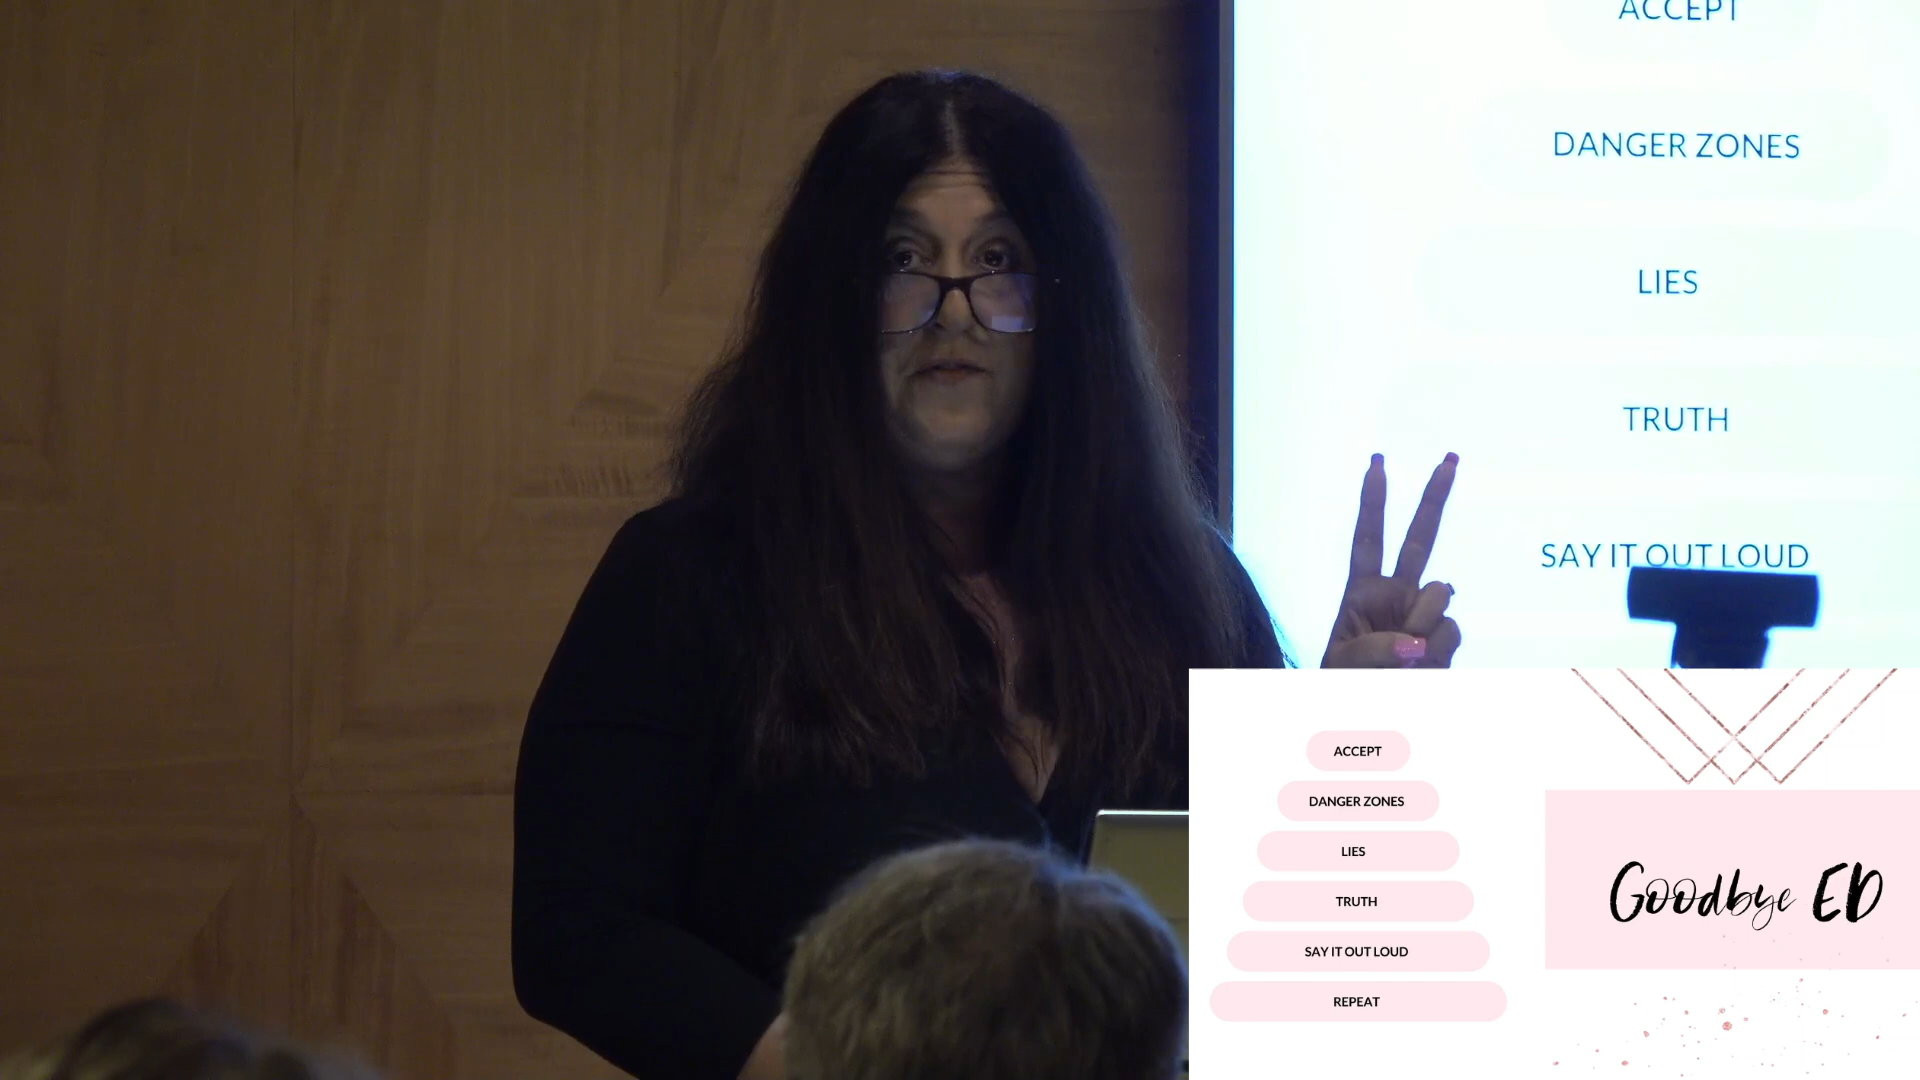 ACCEPT
DANGER ZONES
LIES
TRUTH
SAY IT OUT LOUD
ACCEPT
DANGER ZONES
LIES
TRUTH
SAY IT OUT LOUD
REPEAT
Goodbye ED